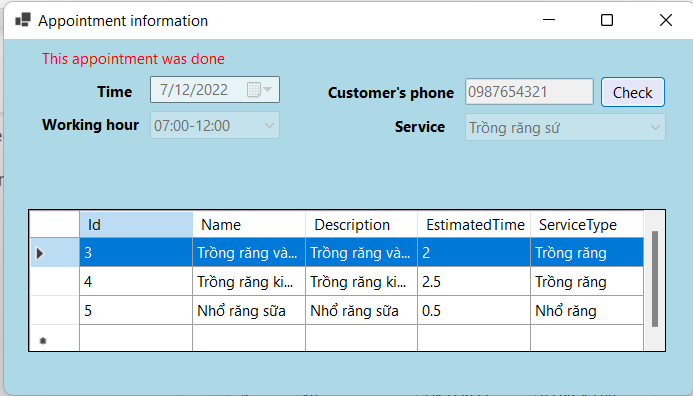 Appointment information
This appointment was done
Time 7/12/2022 Customer's phone 0987654321 Check
Working hour 07:00-12:00 Service Trồng răng sứ
Id Name Description EstimatedTime ServiceType
3 Trồng răng và... Trồng răng và... 2 Trồng răng
4 Trồng răng ki... Trồng răng ki... 2.5 Trồng răng
5 Nhổ răng sữa Nhổ răng sữa 0.5 Nhổ răng